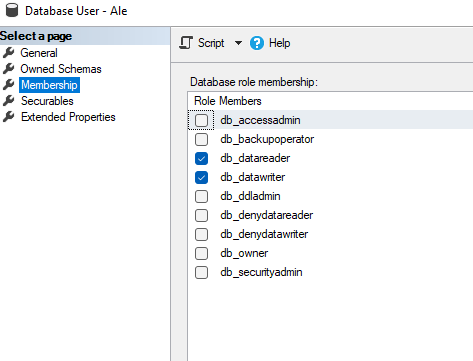 Database User - Ale
Select a page
General
Owned Schemas
Membership
Securables
Extended Properties
Script
Help
Database role membership:
Role Members
db_accessadmin
db_backupoperator
db_datareader
db_datawriter
db_ddladmin
db_denydatareader
db_denydatawriter
db_owner
db_securityadmin